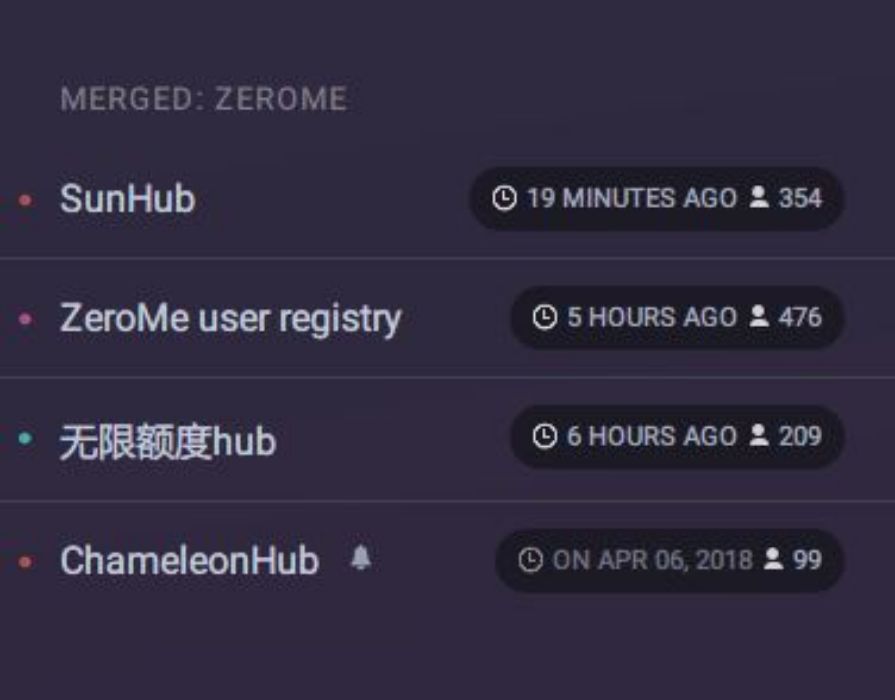 MERGED: ZEROME
SunHub 19 MINUTES AGO 354
ZeroMe user registry 5 HOURS AGO 476
无限额度hub 6 HOURS AGO 209
ChameleonHub ON APR 06, 2018 99